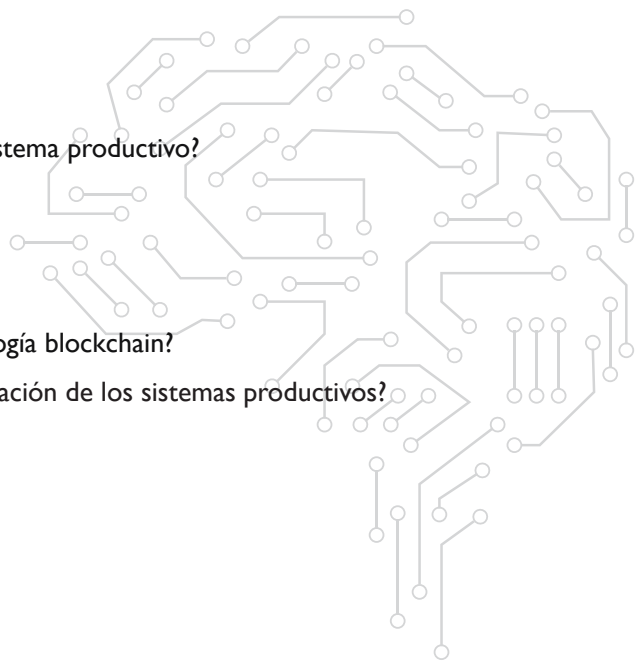 stema productivo?
ogía blockchain?
ación de los sistemas productivos?